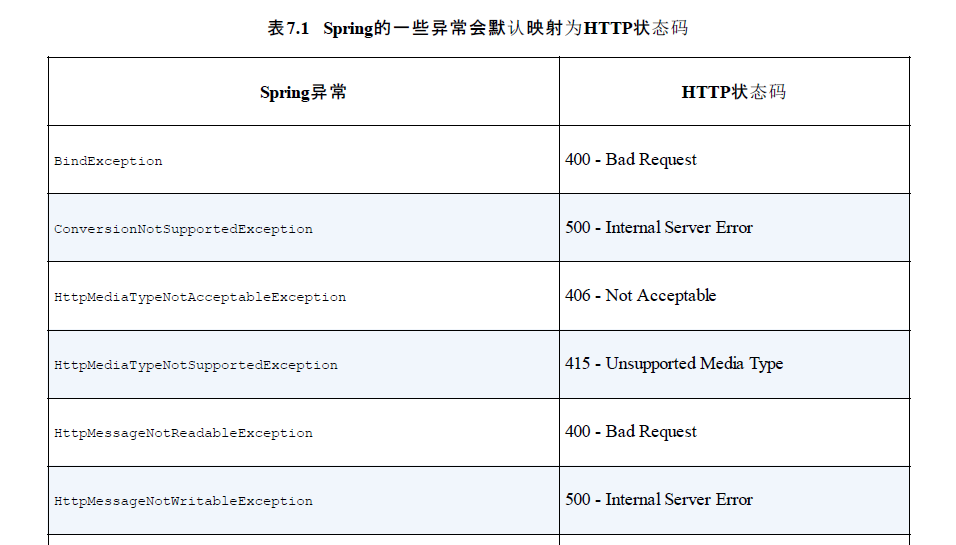 表7.1 Spring的一些异常会默认映射为HTTP状态码
Spring异常 HTTP状态码
BindException 400 - Bad Request
ConversionNotSupportedException 500 - Internal Server Error
HttpMediaTypeNotAcceptableException 406 - Not Acceptable
HttpMediaTypeNotSupportedException 415 - Unsupported Media Type
HttpMessageNotReadableException 400 - Bad Request
HttpMessageNotWritableException 500 - Internal Server Error